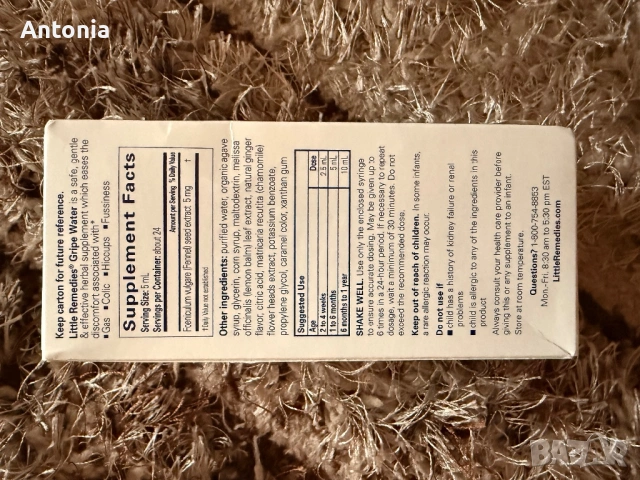 Antonia
Keep carton for future reference.
Little Remedies® Gripe Water is a safe, gentle
& effective herbal supplement which eases the
discomfort associated with*
▪ Gas ▪ Colic ▪ Hiccups ▪ Fussiness
Supplement Facts
Serving Size: 5 mL
Servings per Container: about 24
Amount per Serving % Daily Value
Foeniculum vulgare (Fennel) seed extract 5 mg †
† Daily Value not established.
Other ingredients: purified water, organic agave
syrup, glycerin, corn syrup, maltodextrin, melissa
officinalis (lemon balm) leaf extract, natural ginger
flavor, citric acid, matricaria recutita (chamomile)
flower heads extract, potassium benzoate,
propylene glycol, caramel color, xanthan gum
Suggested Use
Age Dose
2 to 4 weeks 2.5 mL
1 to 6 months 5 mL
6 months to 1 year 10 mL
SHAKE WELL. Use only the enclosed syringe
to ensure accurate dosing. May be given up to
6 times in a 24-hour period. If necessary to repeat
dosage, wait a minimum of 30 minutes. Do not
exceed the recommended dose.
Keep out of reach of children. In some infants,
a rare allergic reaction may occur.
Do not use if
▪ child has a history of kidney failure or renal
problems
▪ child is allergic to any of the ingredients in this
product
Always consult your health care provider before
giving this or any supplement to an infant.
Store at room temperature.
Questions? 1-800-754-8853
Mon-Fri, 8:30 am to 5:30 pm EST
LittleRemedies.com
BAZAR